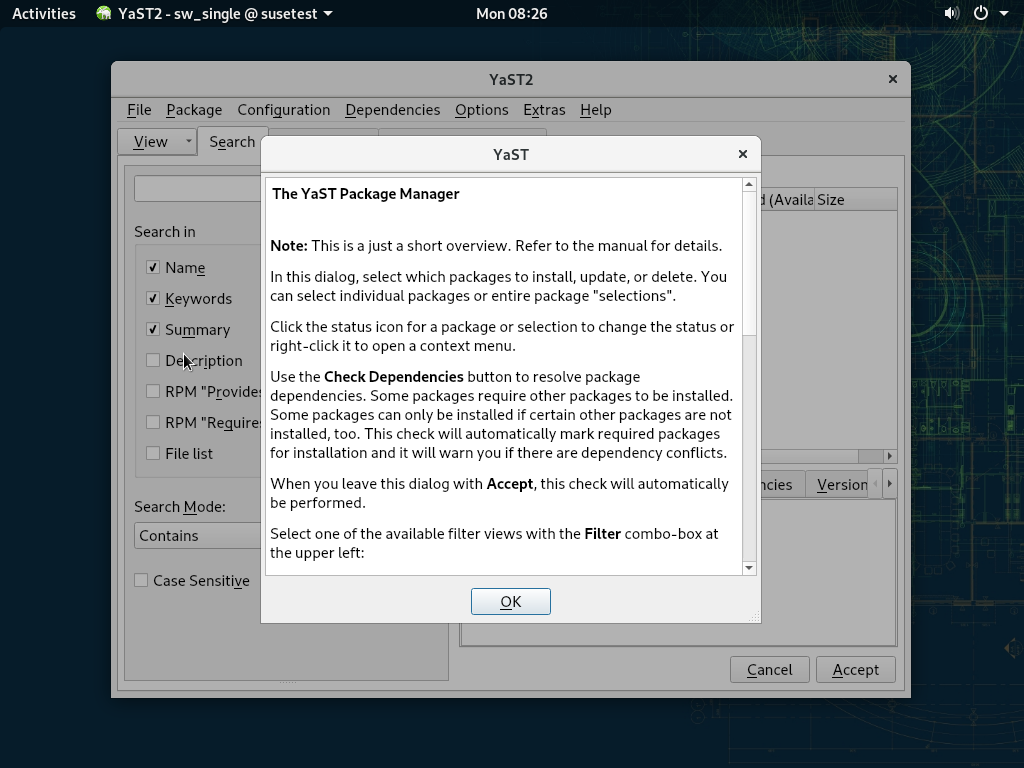 Activities YaST2 - sw_single @ susetest Mon 08:26
YaST2
File Package Configuration Dependencies Options Extras Help
View Search
YaST
The YaST Package Manager
Note: This is a just a short overview. Refer to the manual for details.
In this dialog, select which packages to install, update, or delete. You
can select individual packages or entire package "selections".
Click the status icon for a package or selection to change the status or
right-click it to open a context menu.
Use the Check Dependencies button to resolve package
dependencies. Some packages require other packages to be installed.
Some packages can only be installed if certain other packages are not
installed, too. This check will automatically mark required packages
for installation and it will warn you if there are dependency conflicts.
When you leave this dialog with Accept, this check will automatically
be performed.
Select one of the available filter views with the Filter combo-box at
the upper left:
OK
Search in
Name
Keywords
Summary
Description
RPM "Provides
RPM "Requires
File list
Search Mode:
Contains
Case Sensitive
d (Availa Size
ncies Version
Cancel Accept